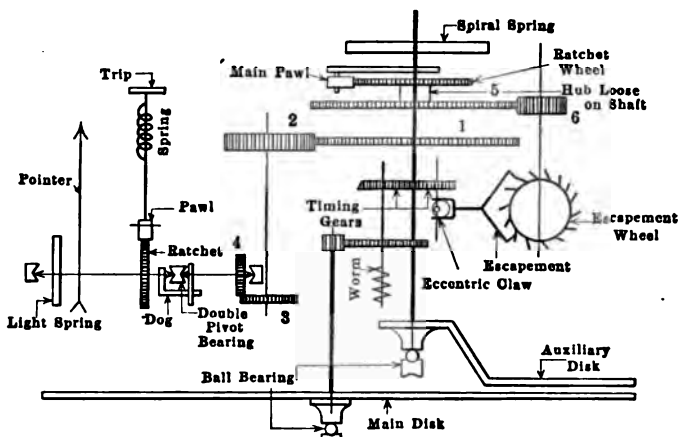 Spiral Spring
Trip
Main Pawl
Ratchet
Wheel
5
Hub Loose
on Shaft
6
Spring
2
1
Pointer
Timing
Gears
Pawl
Ratchet
4
Escapement
Wheel
Escapement
Eccentric Claw
Worm
Light Spring
Dog
Double
Pivot
Bearing
3
Ball Bearing
Auxiliary
Disk
Main Disk